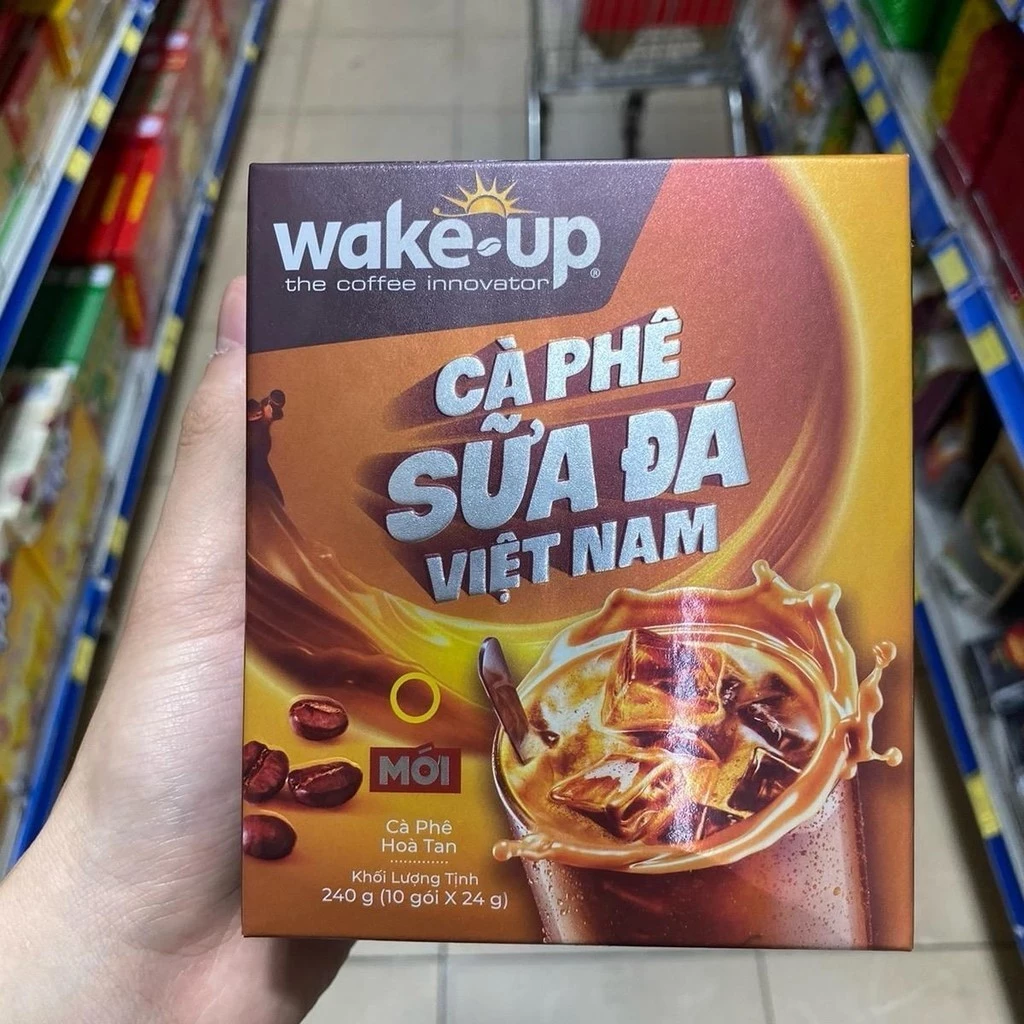 wake-up®
the coffee innovator
CÀ PHÊ
SỮA ĐÁ
VIỆT NAM
MỚI
Cà Phê
Hoà Tan
Khối Lượng Tịnh
240 g (10 gói X 24 g)